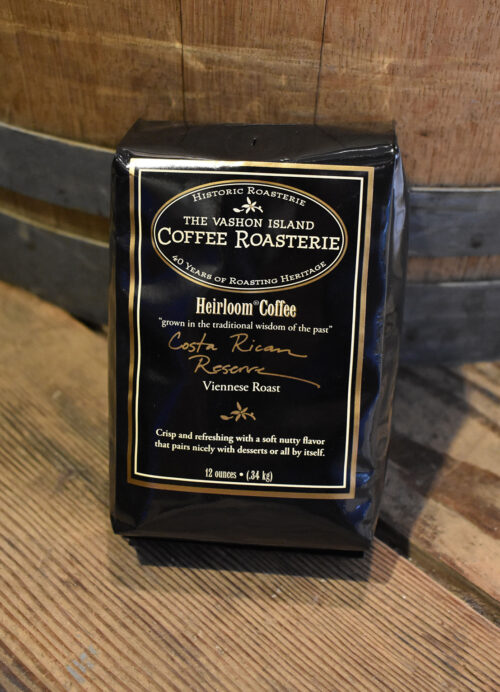 HISTORIC ROASTERIE
THE VASHON ISLAND
COFFEE ROASTERIE
40 YEARS OF ROASTING HERITAGE
Heirloom® Coffee
"grown in the traditional wisdom of the past"
Costa Rican
Reserve
Viennese Roast
Crisp and refreshing with a soft nutty flavor
that pairs nicely with desserts or all by itself.
12 ounces • (.34 kg)